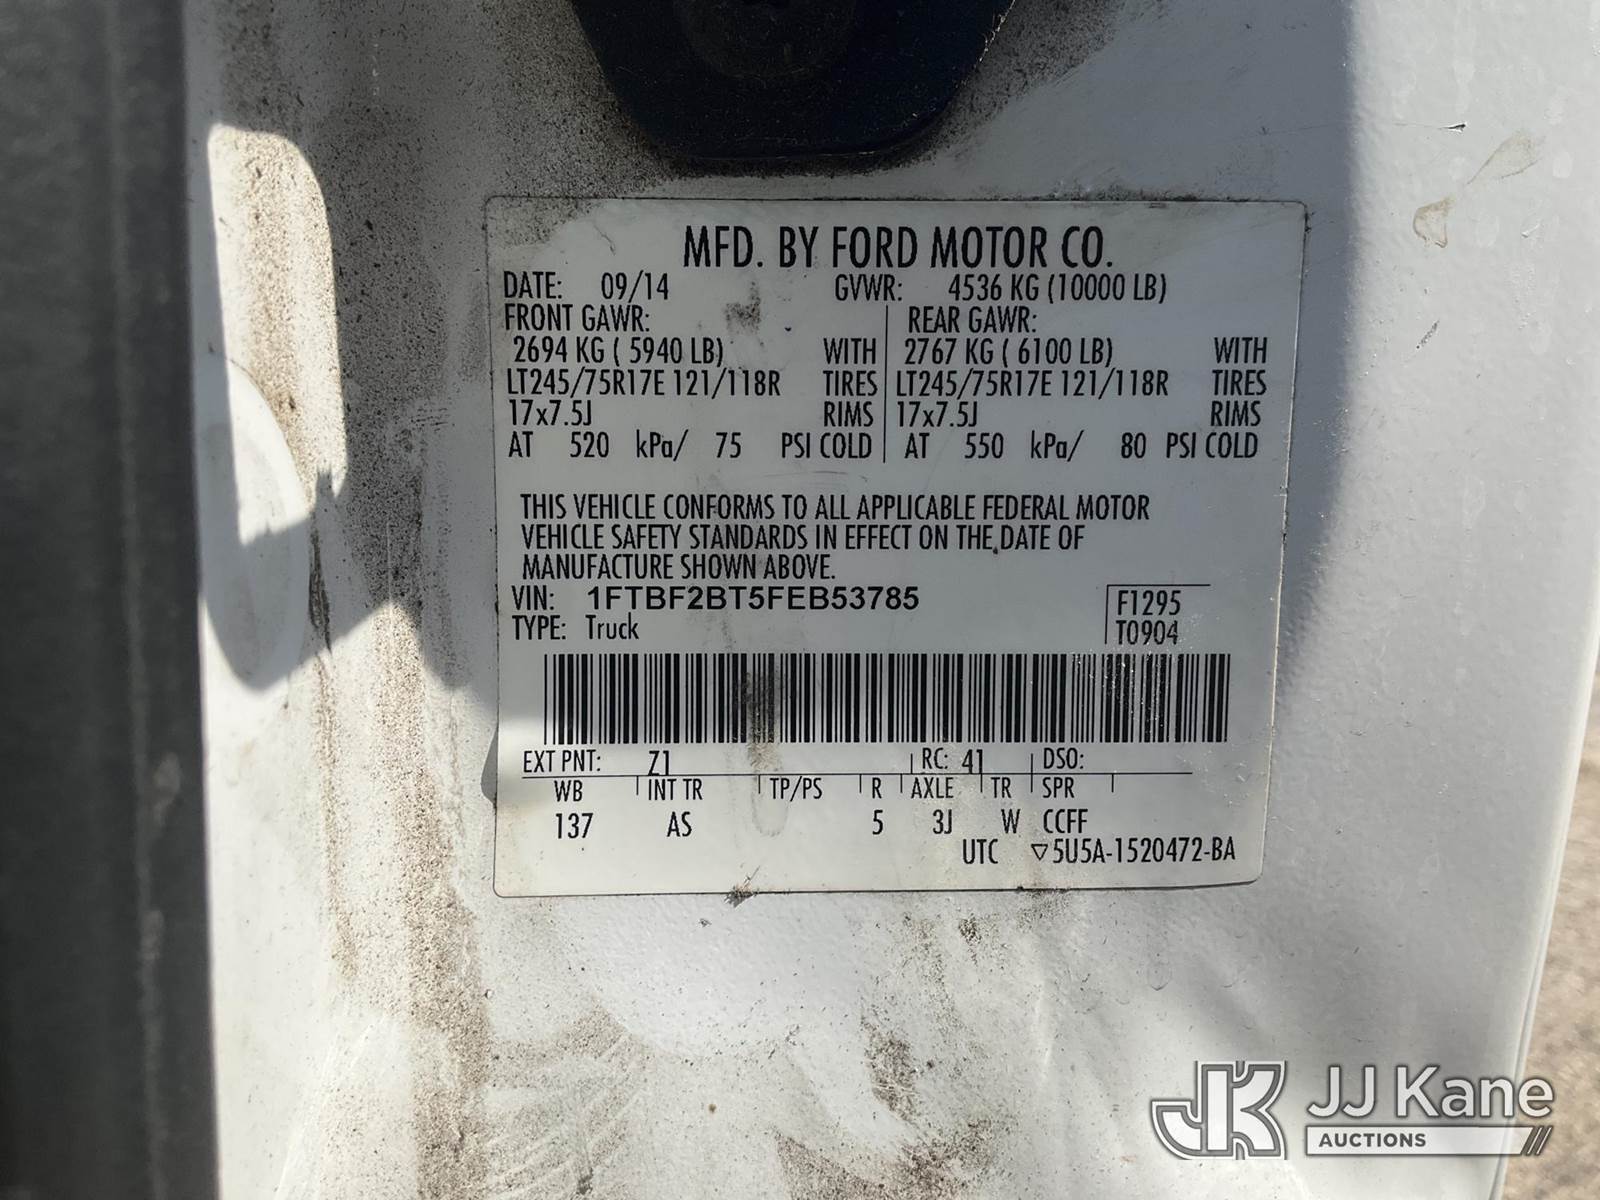 MFD. BY FORD MOTOR CO.
DATE: 09/14 GVWR: 4536 KG (10000 LB)
FRONT GAWR: REAR GAWR:
2694 KG ( 5940 LB) WITH 2767 KG ( 6100 LB) WITH
LT245/75R17E 121/118R TIRES LT245/75R17E 121/118R TIRES
17x7.5J RIMS 17x7.5J RIMS
AT 520 kPa/ 75 PSI COLD AT 550 kPa/ 80 PSI COLD
THIS VEHICLE CONFORMS TO ALL APPLICABLE FEDERAL MOTOR
VEHICLE SAFETY STANDARDS IN EFFECT ON THE DATE OF
MANUFACTURE SHOWN ABOVE.
VIN: 1FTBF2BT5FEB53785 F1295
TYPE: Truck T0904
EXT PNT: Z1 RC: 41 DSO:
WB INT TR TP/PS R AXLE TR SPR
137 AS 5 3J W CCFF
UTC ▽5U5A-1520472-BA
JK JJ Kane
AUCTIONS